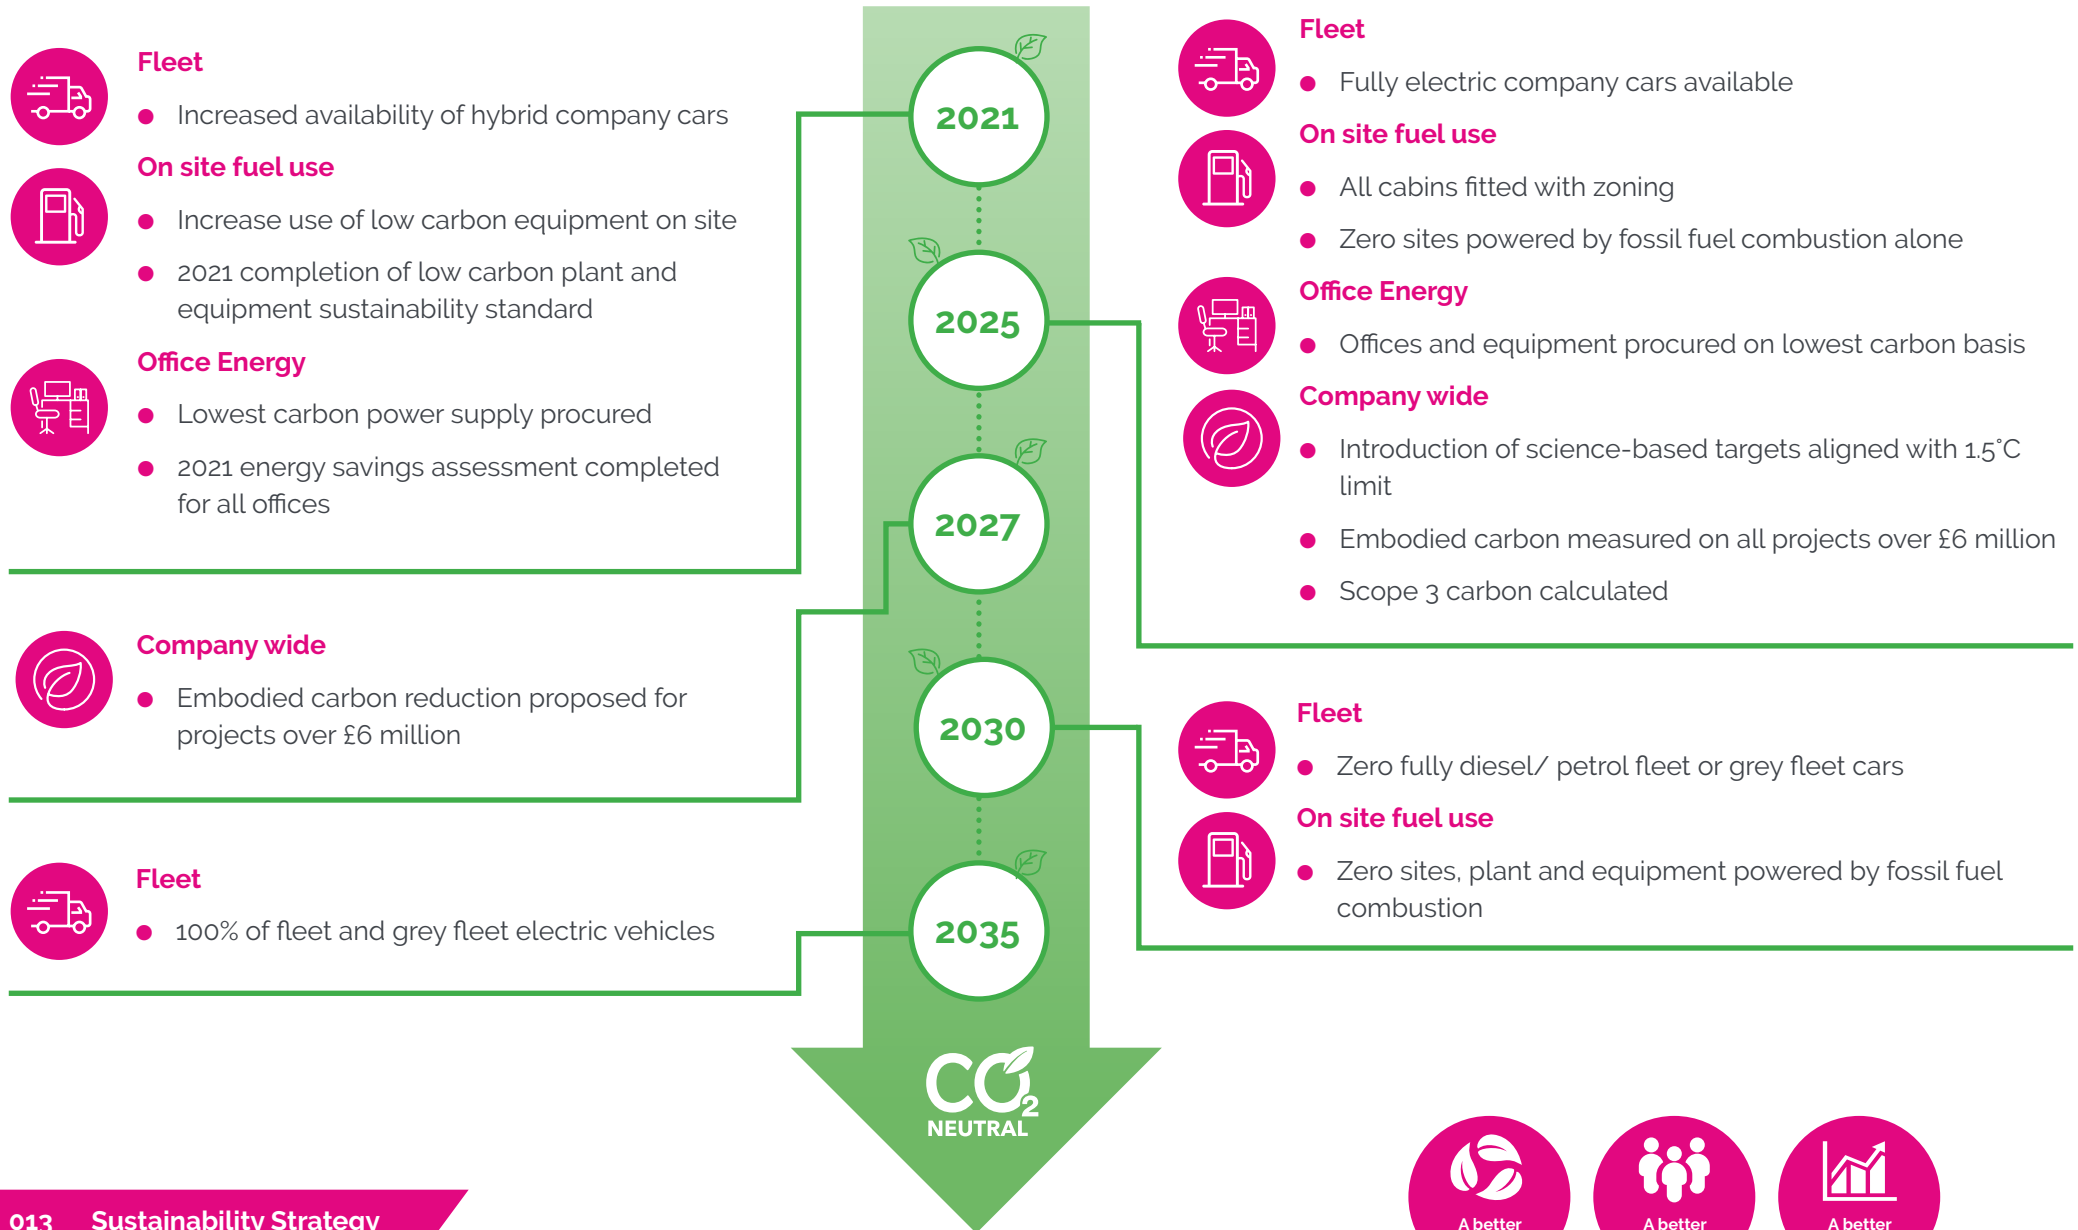 2021
Fleet
Increased availability of hybrid company cars
On site fuel use
Increase use of low carbon equipment on site
2021 completion of low carbon plant and
equipment sustainability standard
Office Energy
Lowest carbon power supply procured
2021 energy savings assessment completed
for all offices
2025
Fleet
Fully electric company cars available
On site fuel use
All cabins fitted with zoning
Zero sites powered by fossil fuel combustion alone
Office Energy
Offices and equipment procured on lowest carbon basis
Company wide
Introduction of science-based targets aligned with 1.5°C
limit
Embodied carbon measured on all projects over £6 million
Scope 3 carbon calculated
2027
Company wide
Embodied carbon reduction proposed for
projects over £6 million
2030
Fleet
Zero fully diesel/ petrol fleet or grey fleet cars
On site fuel use
Zero sites, plant and equipment powered by fossil fuel
combustion
2035
Fleet
100% of fleet and grey fleet electric vehicles
CO2
NEUTRAL
A better
A better
A better
013 Sustainability Strategy